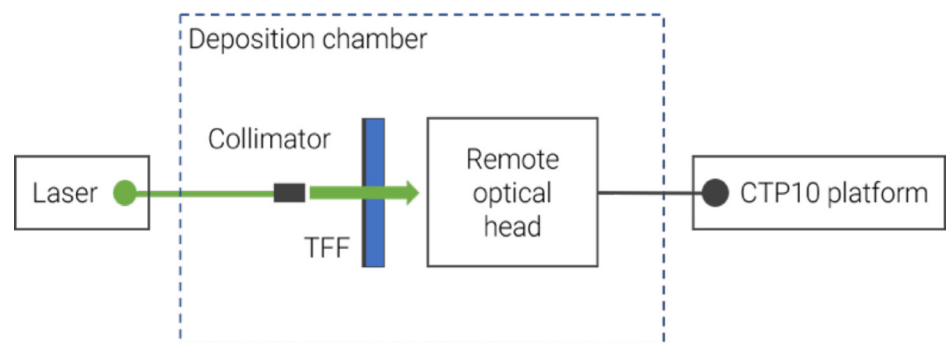 Deposition chamber
Collimator
Laser
TFF
Remote
optical
head
CTP10 platform